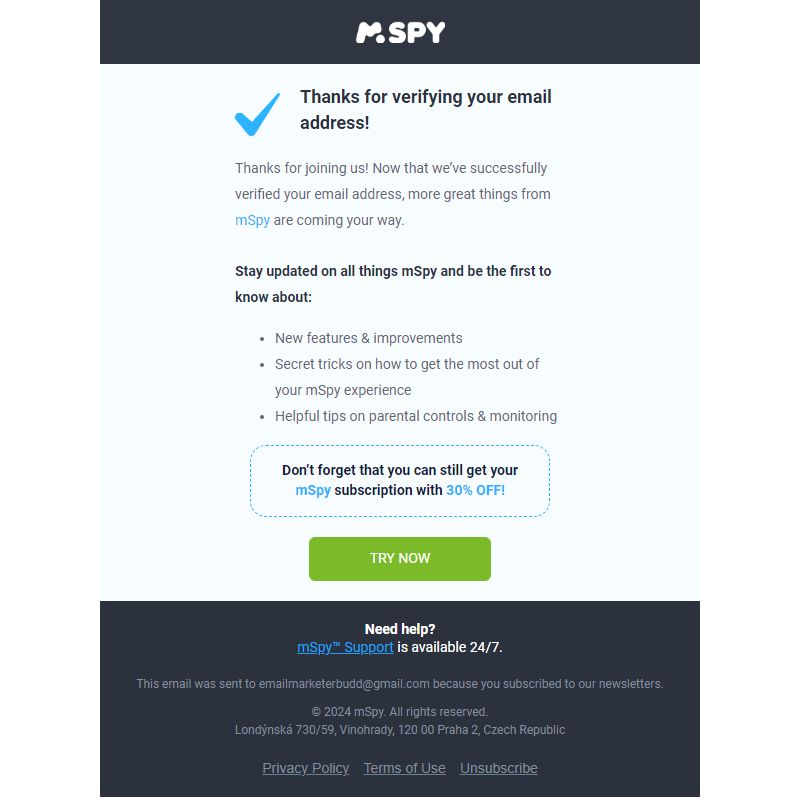 mSPY
Thanks for verifying your email
address!
Thanks for joining us! Now that we’ve successfully
verified your email address, more great things from
mSpy are coming your way.
Stay updated on all things mSpy and be the first to
know about:
• New features & improvements
• Secret tricks on how to get the most out of
your mSpy experience
• Helpful tips on parental controls & monitoring
Don’t forget that you can still get your
mSpy subscription with 30% OFF!
TRY NOW
Need help?
mSpy™ Support is available 24/7.
This email was sent to emailmarketerbudd@gmail.com because you subscribed to our newsletters.
© 2024 mSpy. All rights reserved.
Londýnská 730/59, Vinohrady, 120 00 Praha 2, Czech Republic
Privacy Policy Terms of Use Unsubscribe